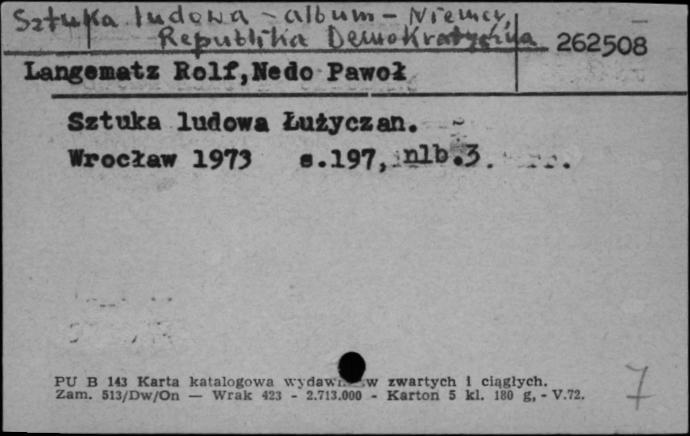 Sztuka ludowa - album - Niemcy,
Republika Demokratyczna
262508
Langematz Rolf, Nedo Pawoł
Sztuka ludowa Łużyczan.
Wrocław 1973 s.197, nlb.3.
PU B 143 Karta katalogowa zwartych i ciągłych.
Zam. 513/Dw/On — Wrak 423 - 2.713.000 - Karton 5 kl. 180 g, - V.72.
7